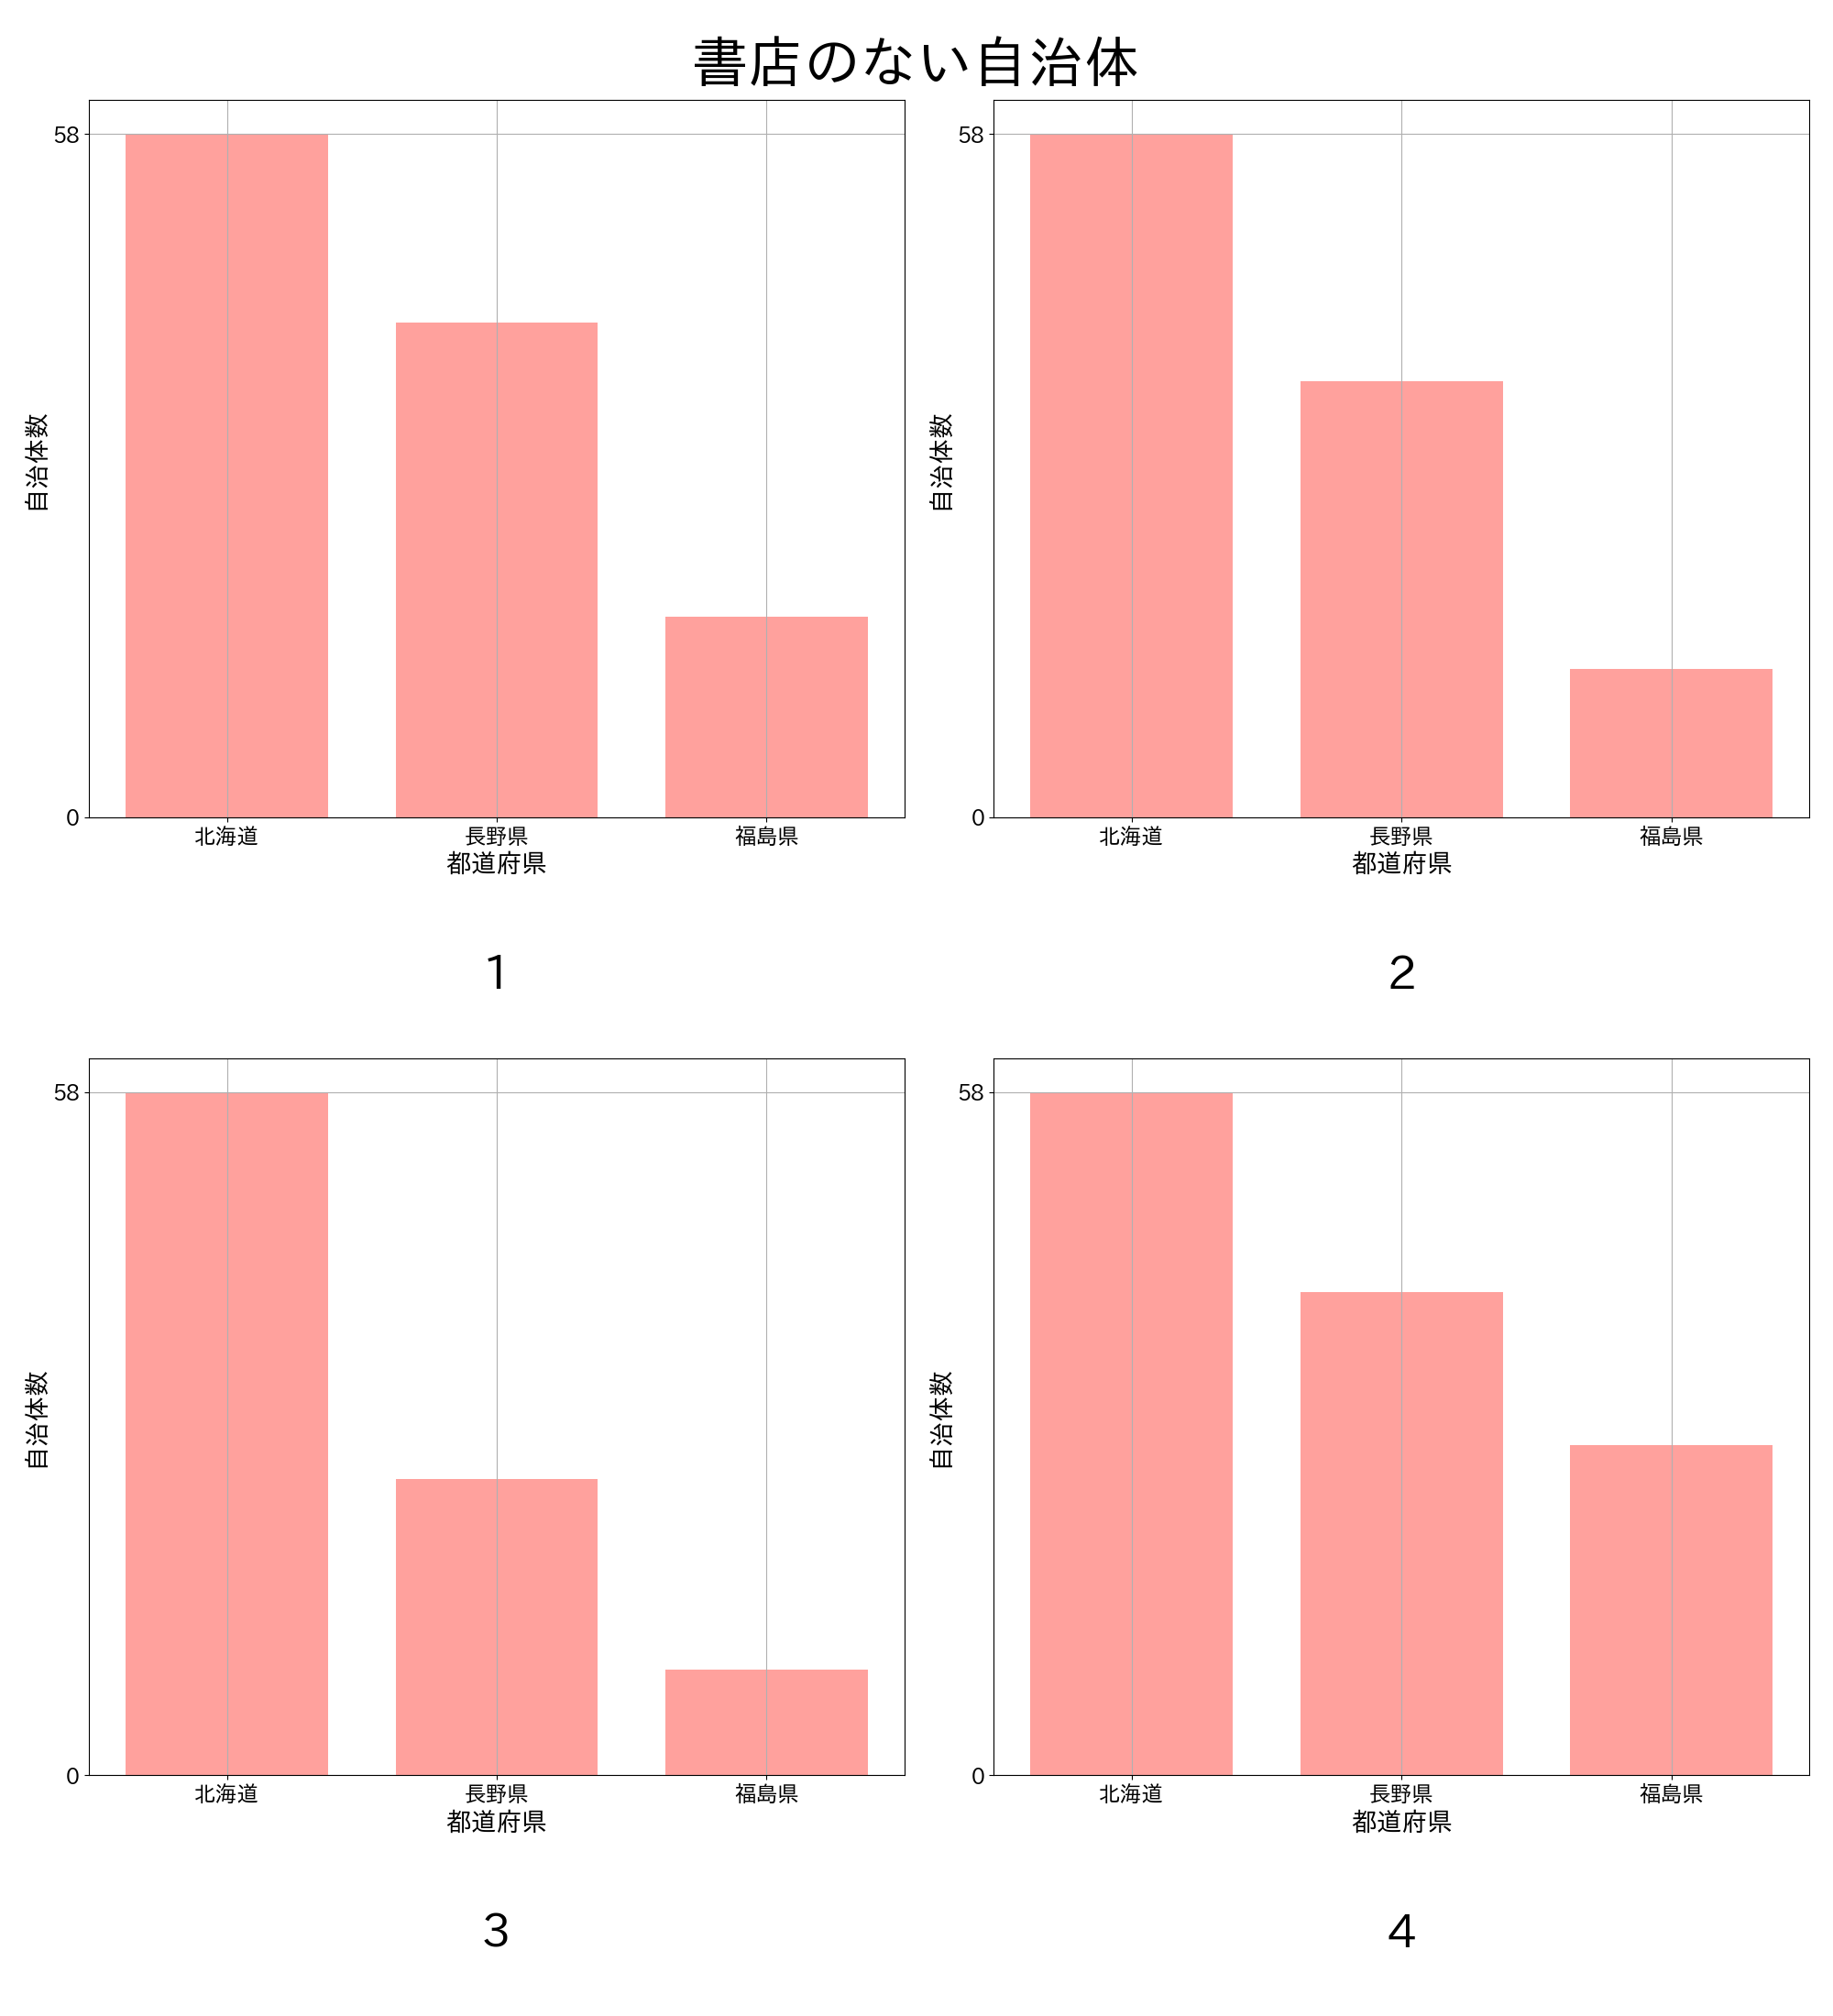 書店のない自治体
58
0
自治体数
北海道
長野県
福島県
都道府県
1
58
0
自治体数
北海道
長野県
福島県
都道府県
2
58
0
自治体数
北海道
長野県
福島県
都道府県
3
58
0
自治体数
北海道
長野県
福島県
都道府県
4